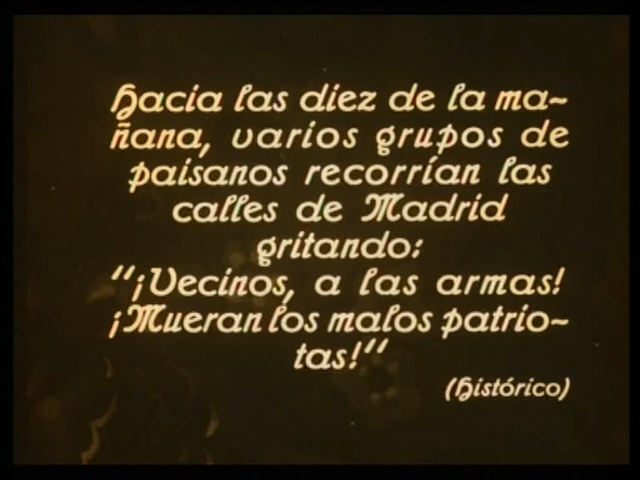 Hacia las diez de la ma~
ñana, varios grupos de
paisanos recorrían las
calles de Madrid
gritando:
"¡Vecinos, a las armas!
¡Mueran los malos patrio~
tas!"
(Histórico)